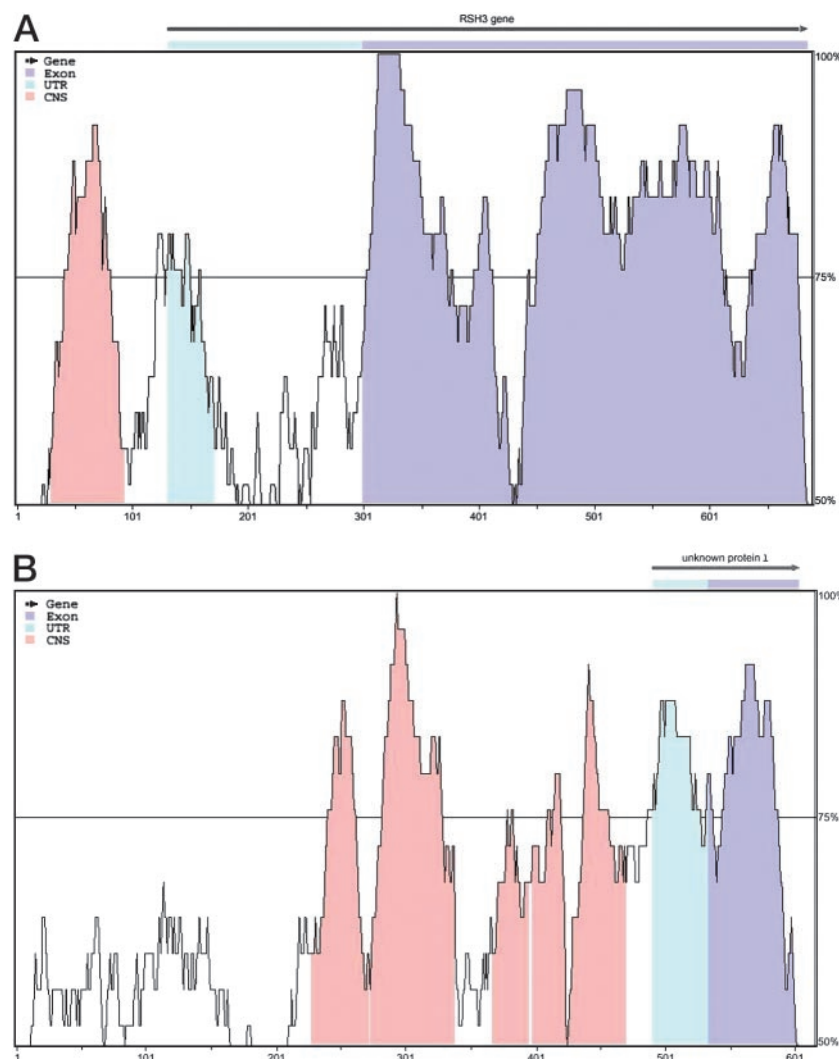 A
RSH3 gene
Gene
Exon
UTR
CNS
100%
75%
50%
1 101 201 301 401 501 601
B
unknown protein 1
Gene
Exon
UTR
CNS
100%
75%
50%
1 101 201 301 401 501 601